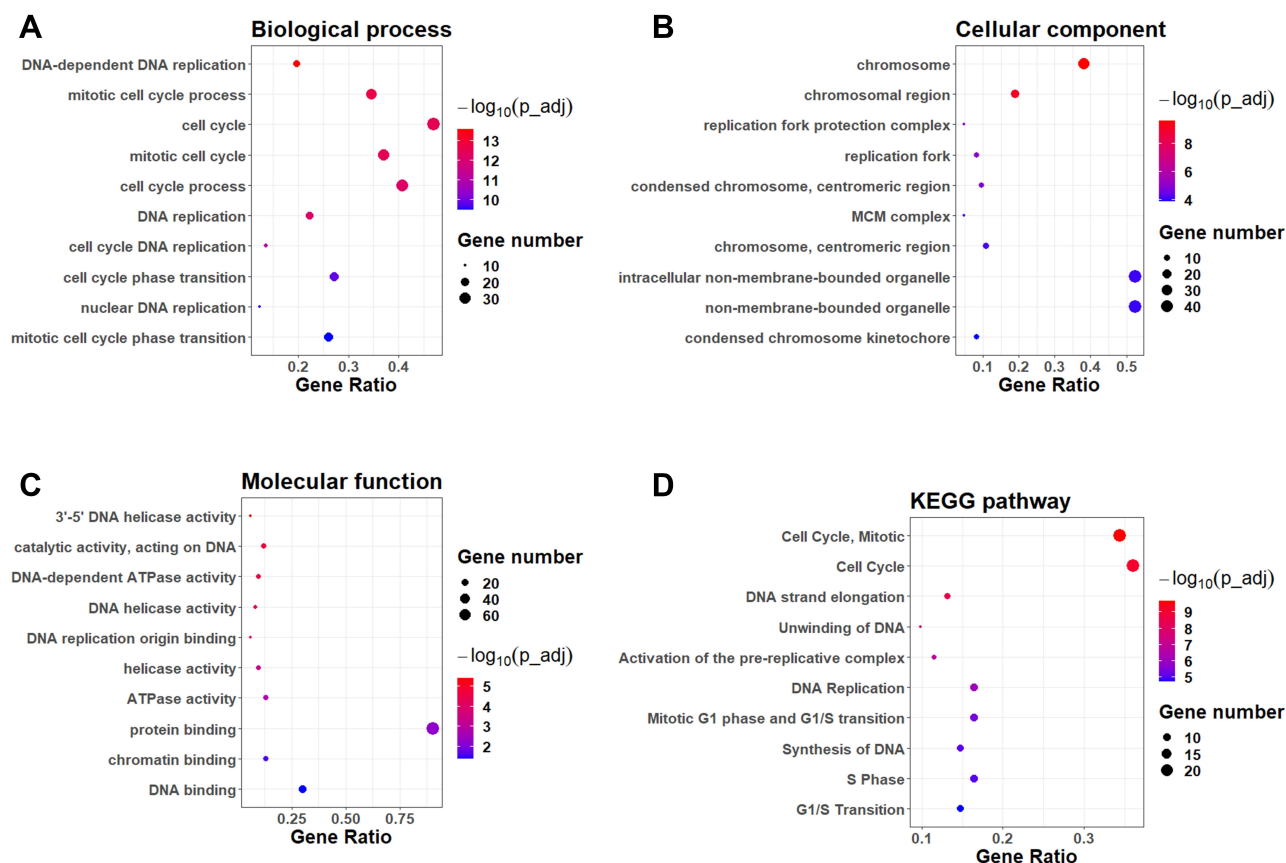 A
Biological process
DNA-dependent DNA replication
mitotic cell cycle process
cell cycle
mitotic cell cycle
cell cycle process
DNA replication
cell cycle DNA replication
cell cycle phase transition
nuclear DNA replication
mitotic cell cycle phase transition
0.2 0.3 0.4
Gene Ratio
−log10(p_adj)
13
12
11
10
Gene number
10
20
30
B
Cellular component
chromosome
chromosomal region
replication fork protection complex
replication fork
condensed chromosome, centromeric region
MCM complex
chromosome, centromeric region
intracellular non-membrane-bounded organelle
non-membrane-bounded organelle
condensed chromosome kinetochore
0.1 0.2 0.3 0.4 0.5
Gene Ratio
−log10(p_adj)
8
6
4
Gene number
10
20
30
40
C
Molecular function
3'-5' DNA helicase activity
catalytic activity, acting on DNA
DNA-dependent ATPase activity
DNA helicase activity
DNA replication origin binding
helicase activity
ATPase activity
protein binding
chromatin binding
DNA binding
0.25 0.50 0.75
Gene Ratio
Gene number
20
40
60
−log10(p_adj)
5
4
3
2
D
KEGG pathway
Cell Cycle, Mitotic
Cell Cycle
DNA strand elongation
Unwinding of DNA
Activation of the pre-replicative complex
DNA Replication
Mitotic G1 phase and G1/S transition
Synthesis of DNA
S Phase
G1/S Transition
0.1 0.2 0.3
Gene Ratio
−log10(p_adj)
9
8
7
6
5
Gene number
10
15
20